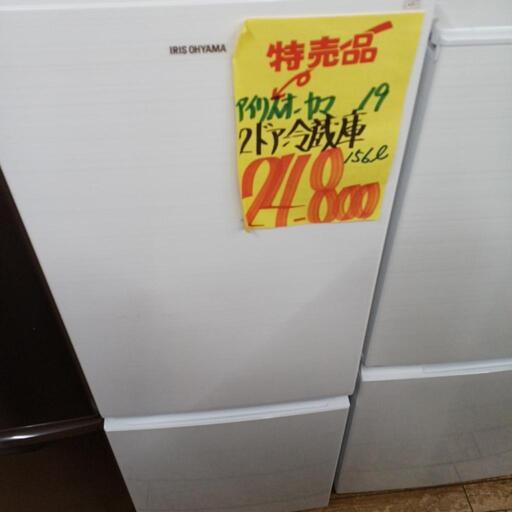 IRIS OHYAMA
特売品
アイリスオーヤマ 19
2ドア冷蔵庫
156ℓ
24.800